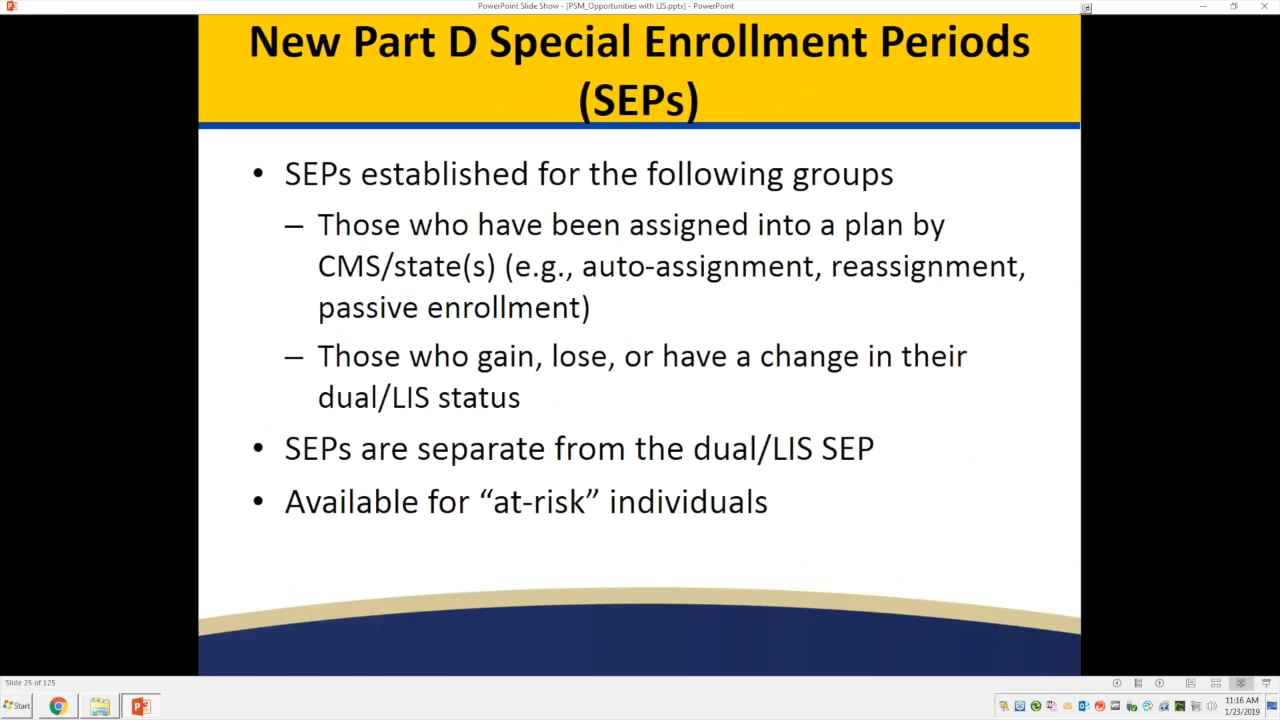 PowerPoint Slide Show - [PSM_Opportunities with LIS.pptx] - PowerPoint
New Part D Special Enrollment Periods
(SEPs)
• SEPs established for the following groups
– Those who have been assigned into a plan by
CMS/state(s) (e.g., auto-assignment, reassignment,
passive enrollment)
– Those who gain, lose, or have a change in their
dual/LIS status
• SEPs are separate from the dual/LIS SEP
• Available for “at-risk” individuals
Slide 25 of 125
Start
11:16 AM
1/23/2019